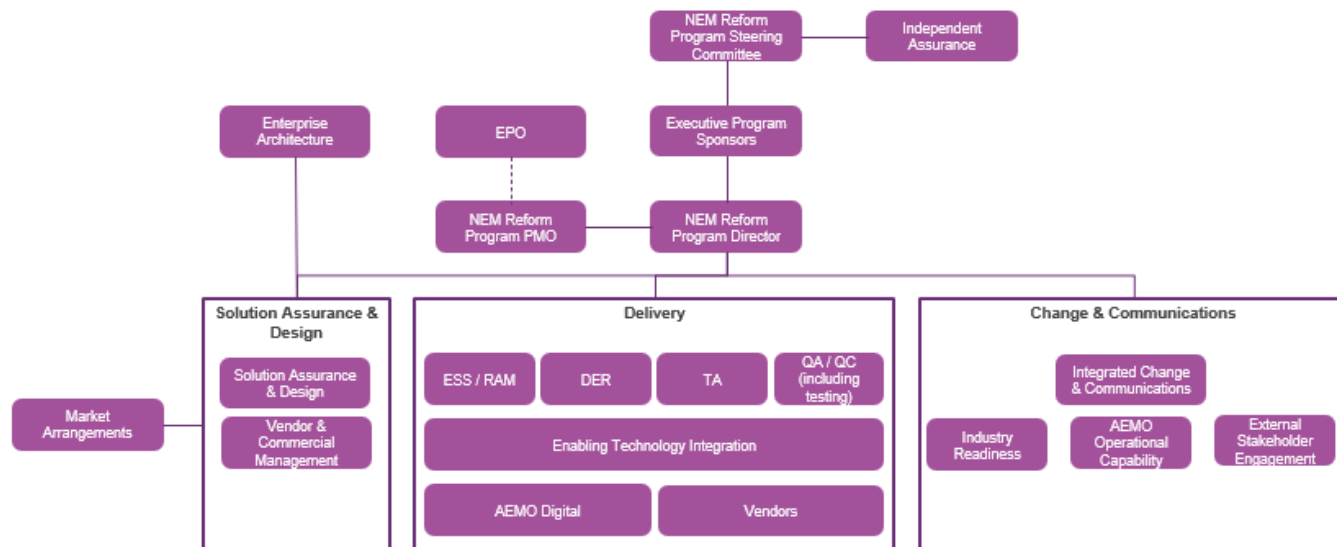 NEM Reform
Program Steering
Committee
Independent
Assurance
Enterprise
Architecture
EPO
Executive Program
Sponsors
NEM Reform
Program PMO
NEM Reform
Program Director
Solution Assurance &
Design
Solution Assurance
& Design
Vendor &
Commercial
Management
Market
Arrangements
Delivery
ESS / RAM
DER
TA
QA / QC
(including
testing)
Enabling Technology Integration
AEMO Digital
Vendors
Change & Communications
Integrated Change
& Communications
Industry
Readiness
AEMO
Operational
Capability
External
Stakeholder
Engagement